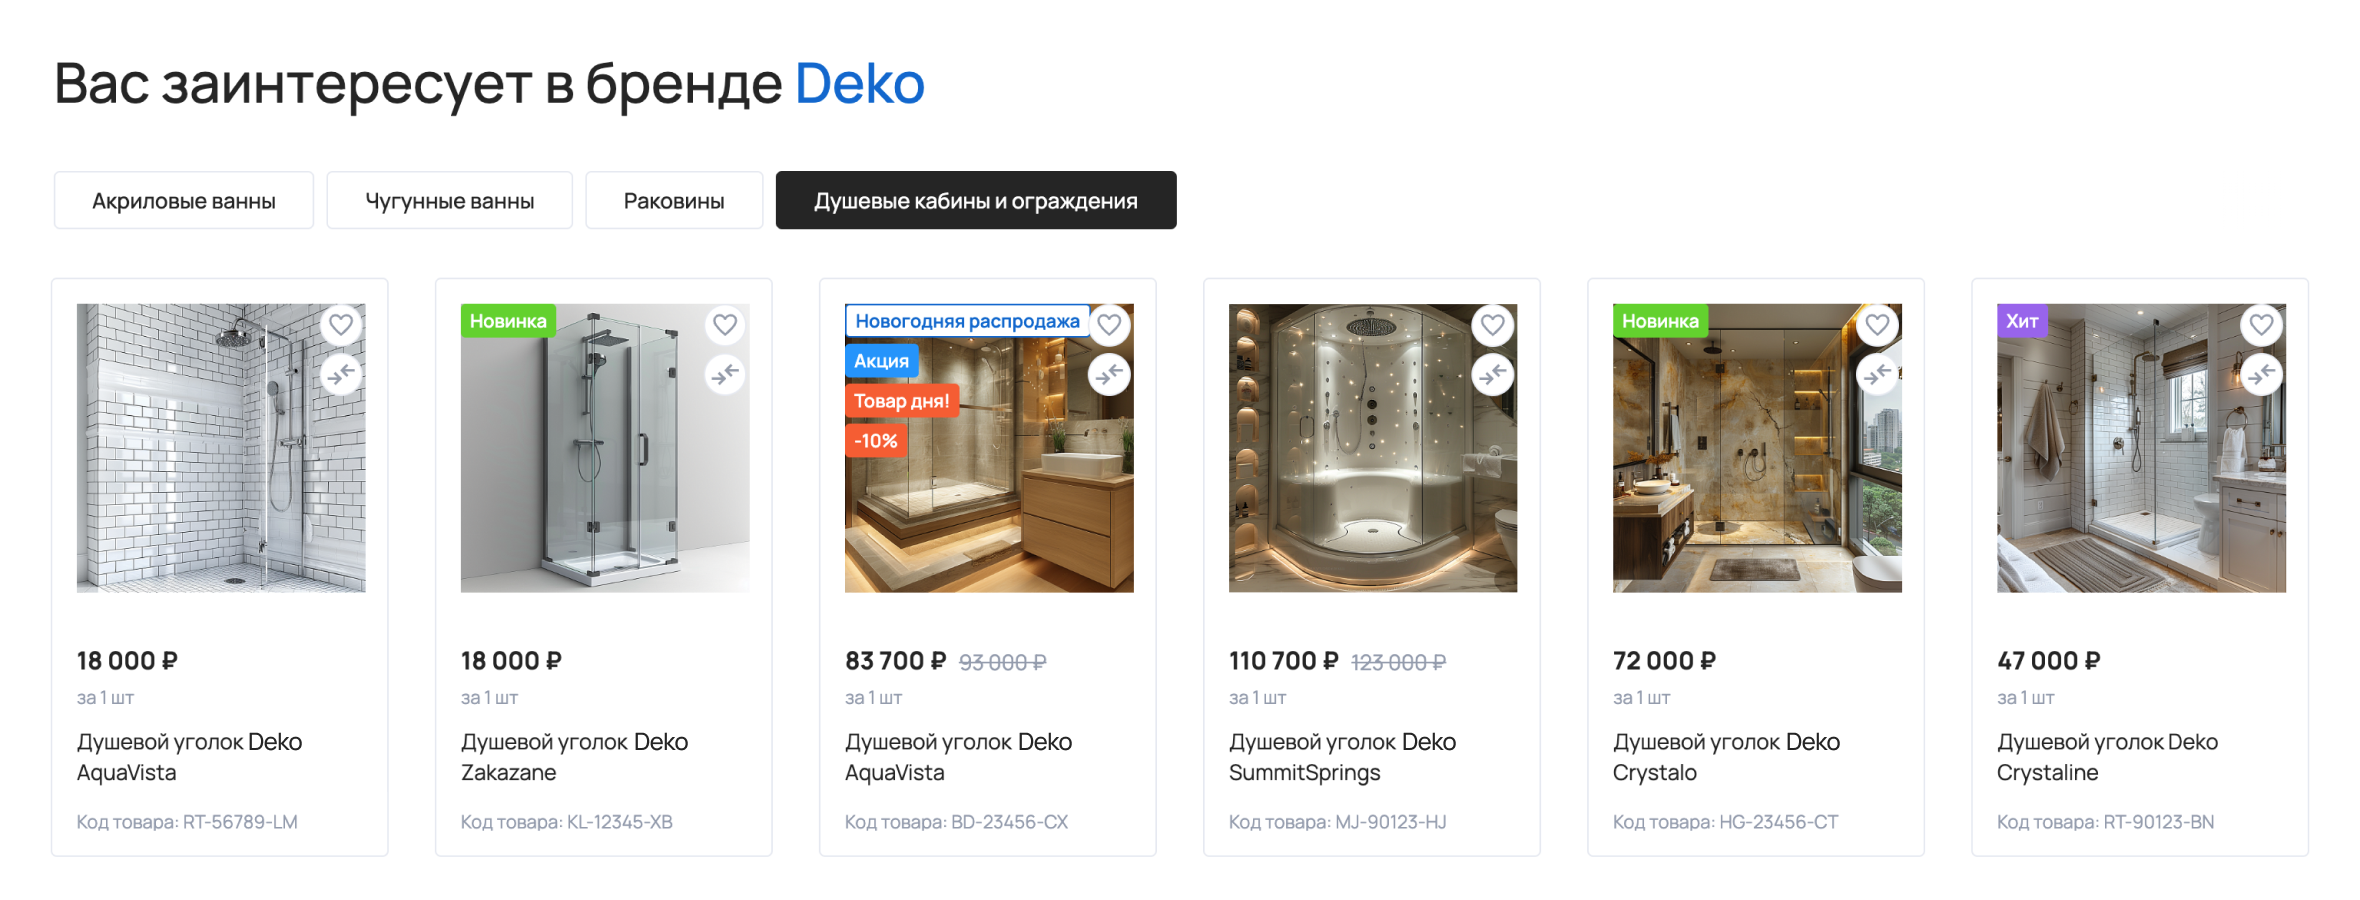 Вас заинтересует в бренде Deko
Акриловые ванны
Чугунные ванны
Раковины
Душевые кабины и ограждения
18 000 ₽
за 1 шт
Душевой уголок Deko
AquaVista
Код товара: RT-56789-LM
Новинка
18 000 ₽
за 1 шт
Душевой уголок Deko
Zakazane
Код товара: KL-12345-XB
Новогодняя распродажа
Акция
Товар дня!
-10%
83 700 ₽ 93 000 ₽
за 1 шт
Душевой уголок Deko
AquaVista
Код товара: BD-23456-CX
110 700 ₽ 123 000 ₽
за 1 шт
Душевой уголок Deko
SummitSprings
Код товара: MJ-90123-HJ
Новинка
72 000 ₽
за 1 шт
Душевой уголок Deko
Crystalo
Код товара: HG-23456-CT
Хит
47 000 ₽
за 1 шт
Душевой уголок Deko
Crystaline
Код товара: RT-90123-BN